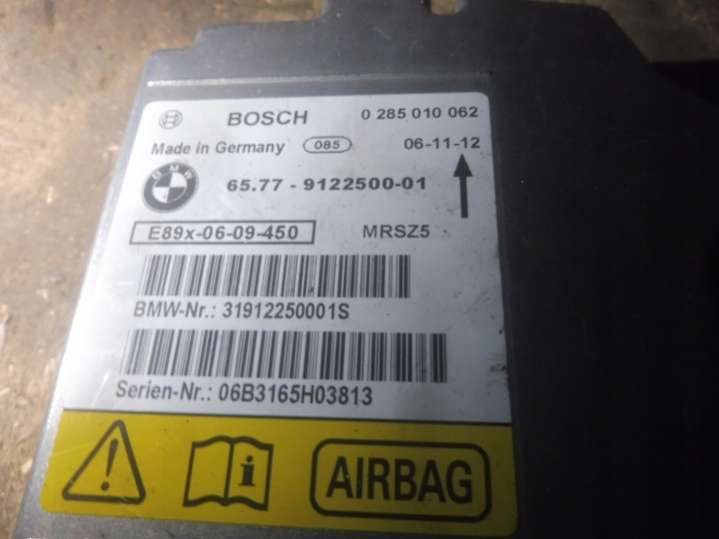 BOSCH 0 285 010 062
Made in Germany 085 06-11-12
BMW 65.77 - 9122500-01
E89x-06-09-450 MRSZ5
BMW-Nr.: 31912250001S
Serien-Nr.: 06B3165H03813
AIRBAG